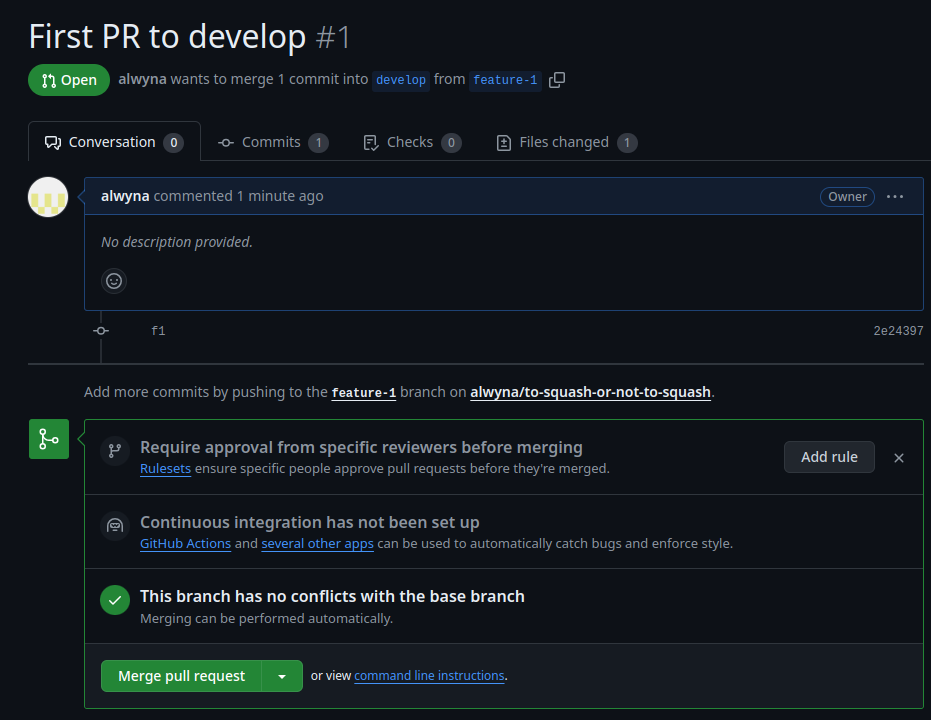 First PR to develop #1
Open alwyna wants to merge 1 commit into develop from feature-1
Conversation 0 Commits 1 Checks 0 Files changed 1
alwyna commented 1 minute ago Owner
No description provided.
f1 2e24397
Add more commits by pushing to the feature-1 branch on alwyna/to-squash-or-not-to-squash.
Require approval from specific reviewers before merging
Rulesets ensure specific people approve pull requests before they're merged.
Add rule
Continuous integration has not been set up
GitHub Actions and several other apps can be used to automatically catch bugs and enforce style.
This branch has no conflicts with the base branch
Merging can be performed automatically.
Merge pull request or view command line instructions.